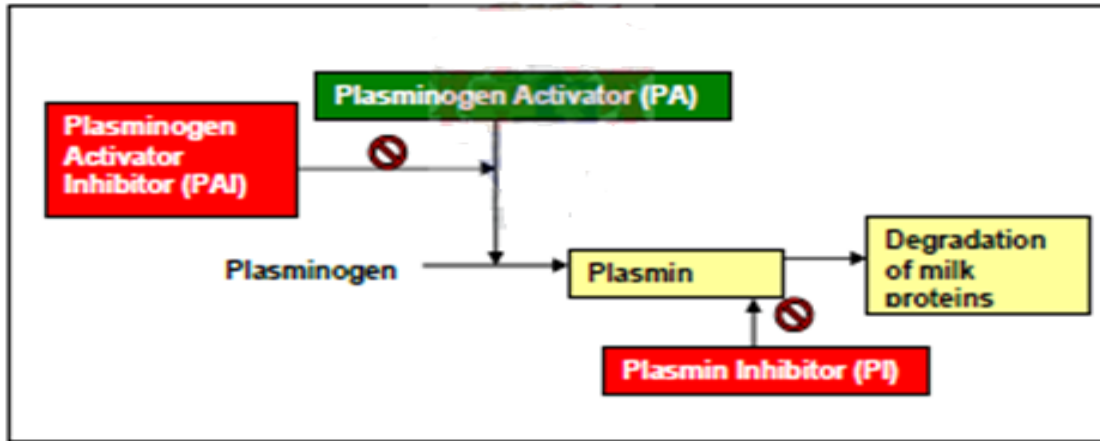 Plasminogen Activator (PA)
Plasminogen
Activator
Inhibitor (PAI)
Plasminogen
Plasmin
Degradation
of milk
proteins
Plasmin Inhibitor (PI)